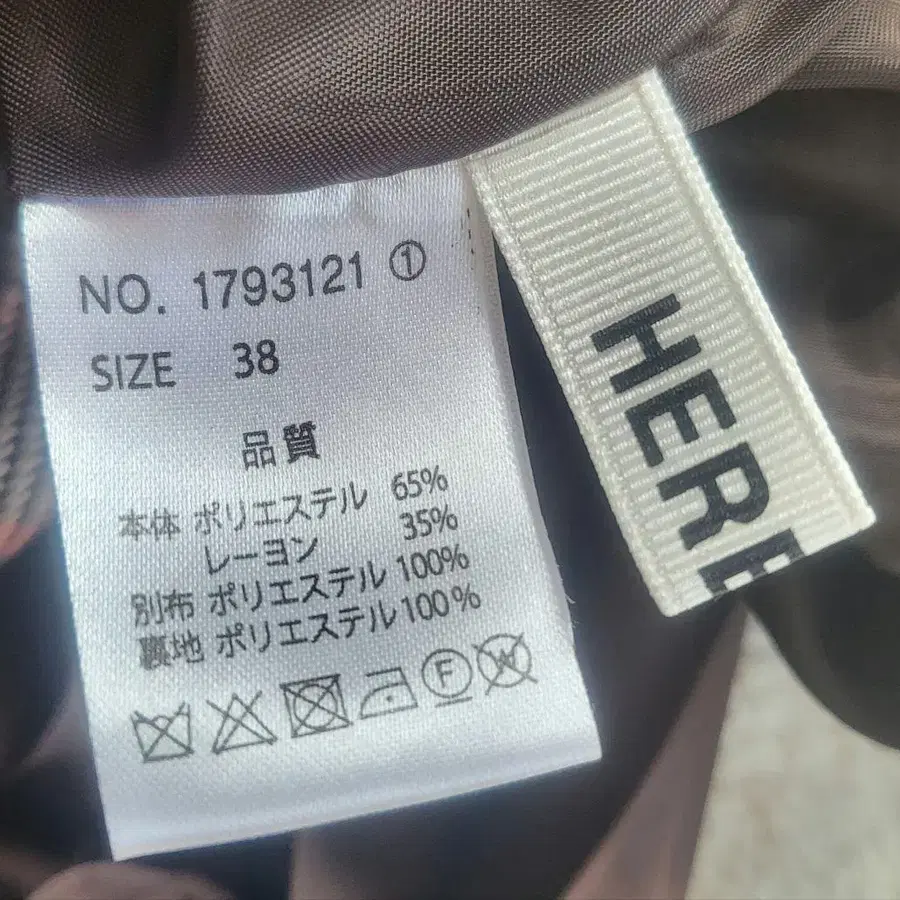 NO. 1793121 ①
SIZE 38
品質
本体 ポリエステル 65%
レーヨン 35%
別布 ポリエステル 100%
裏地 ポリエステル 100%
F W
HERE